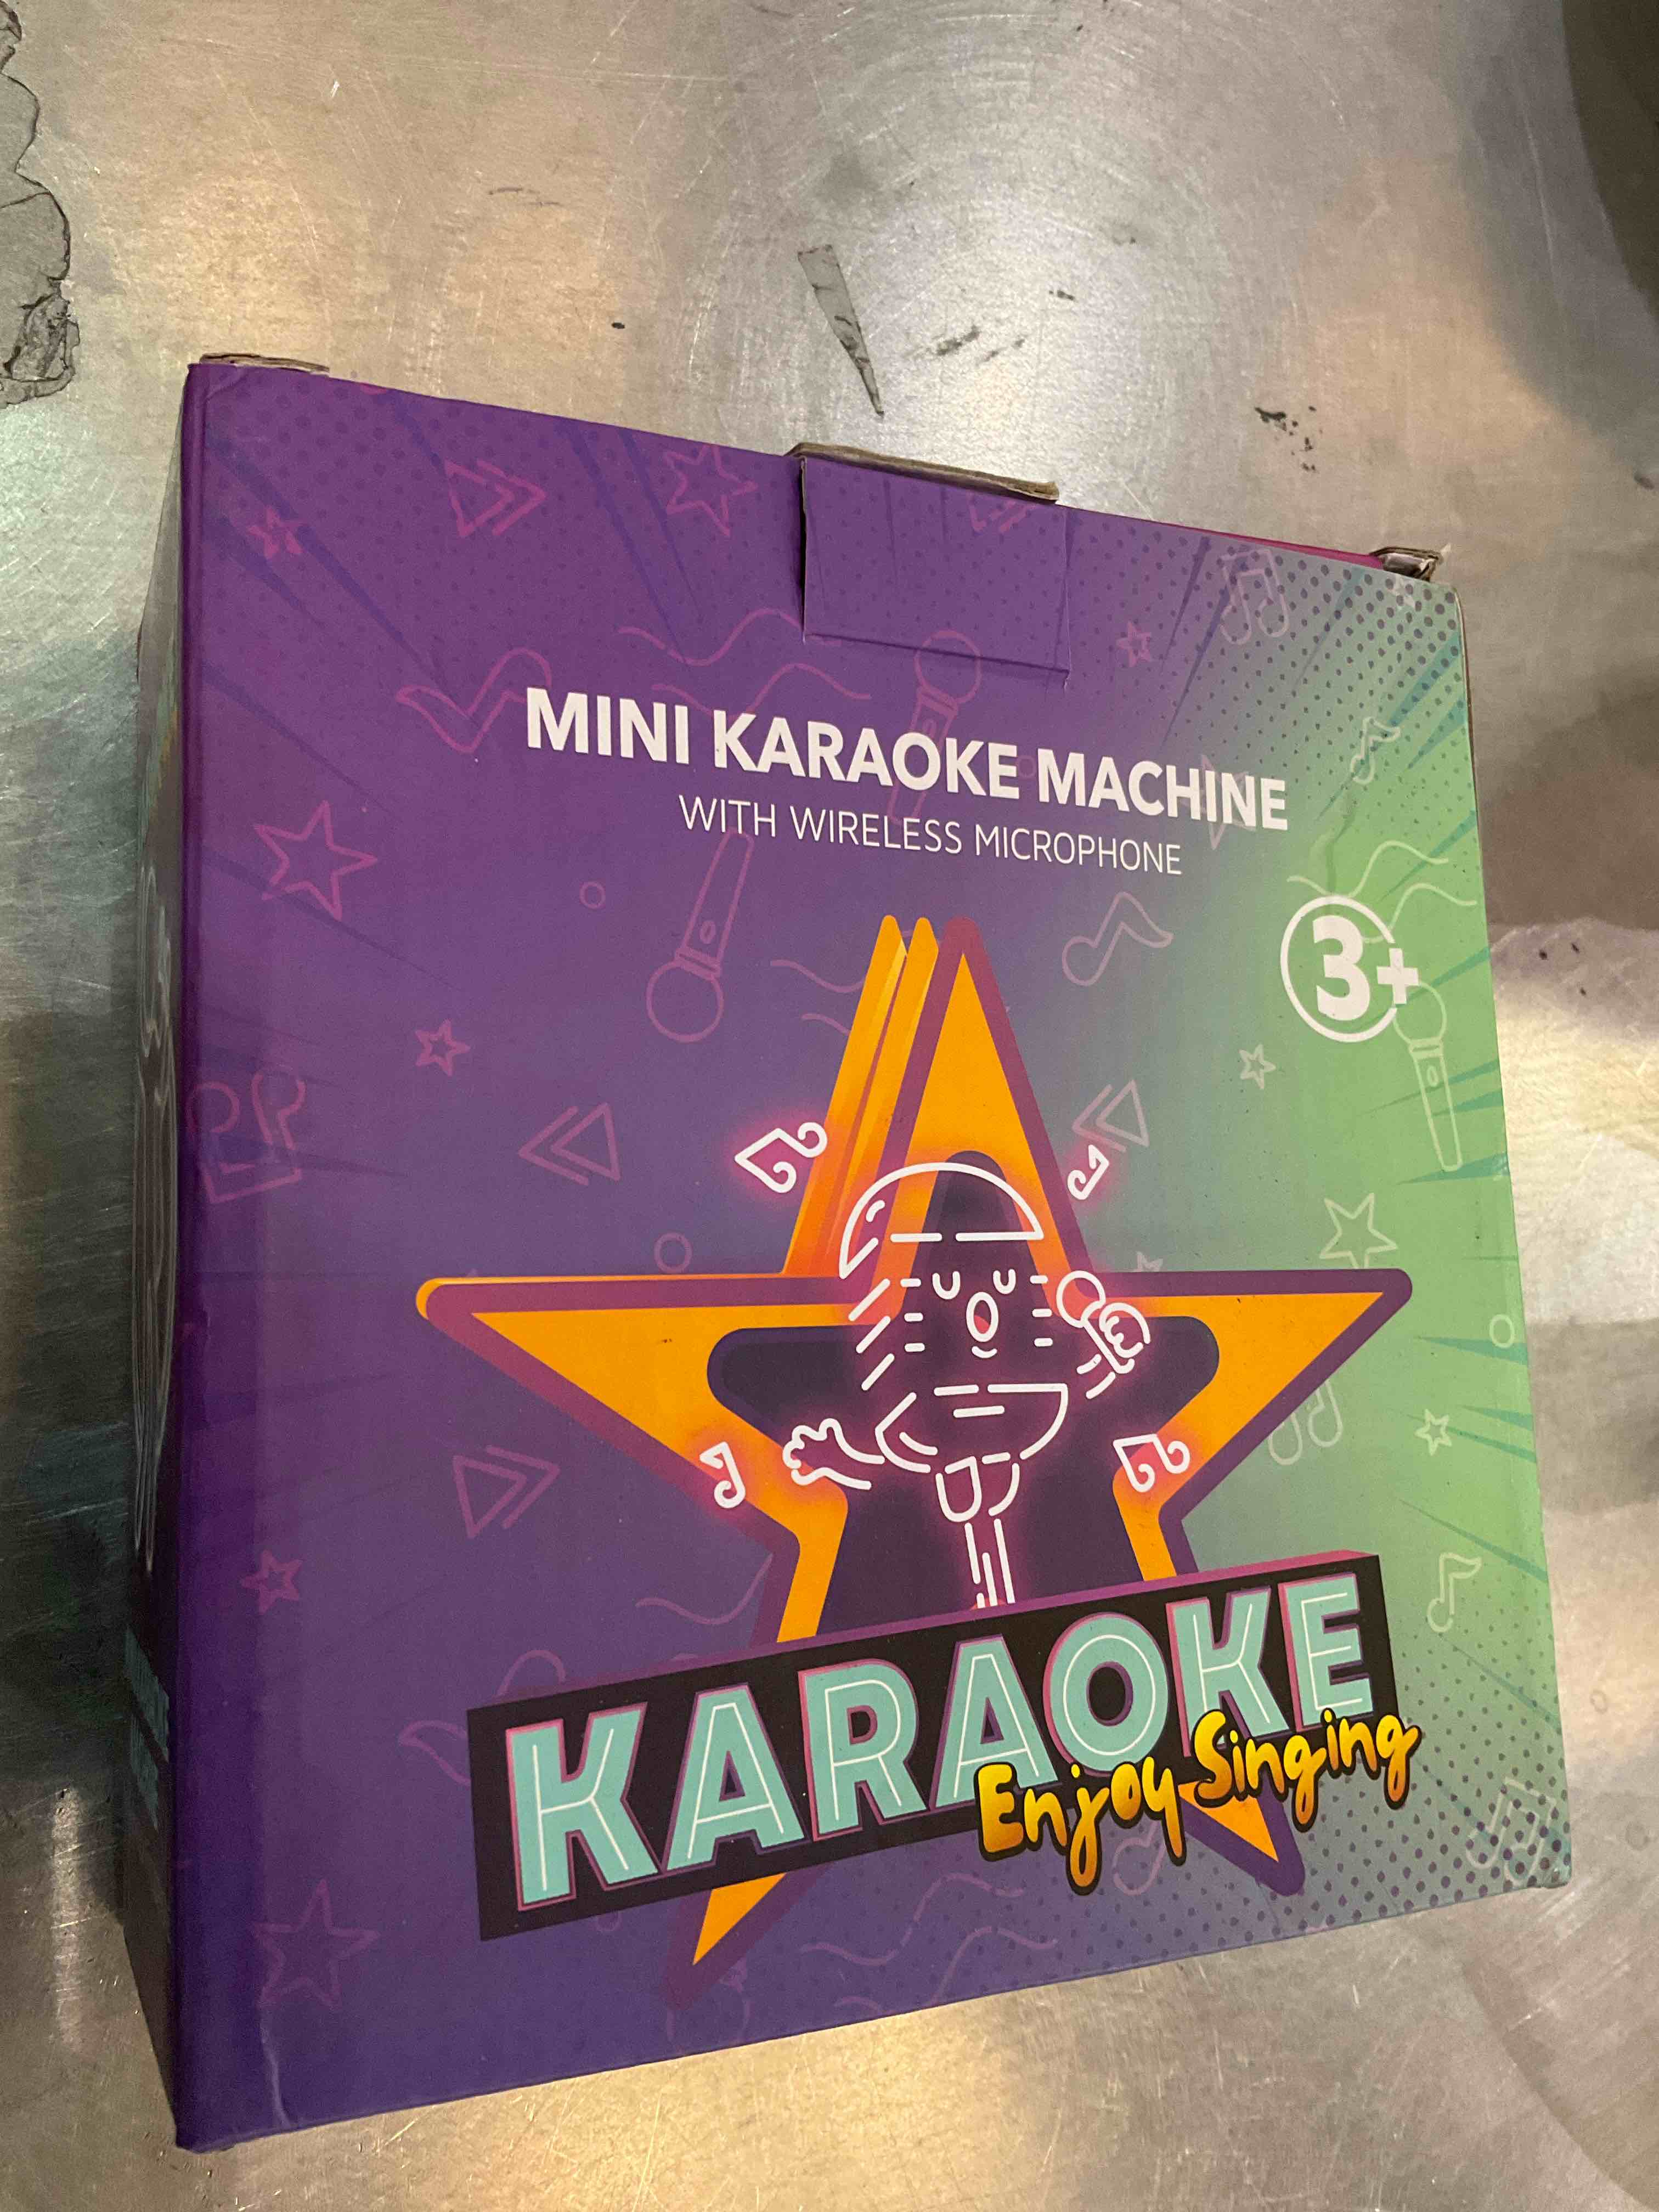 MINI KARAOKE MACHINE
WITH WIRELESS MICROPHONE
3+
KARAOKE
Enjoy Singing